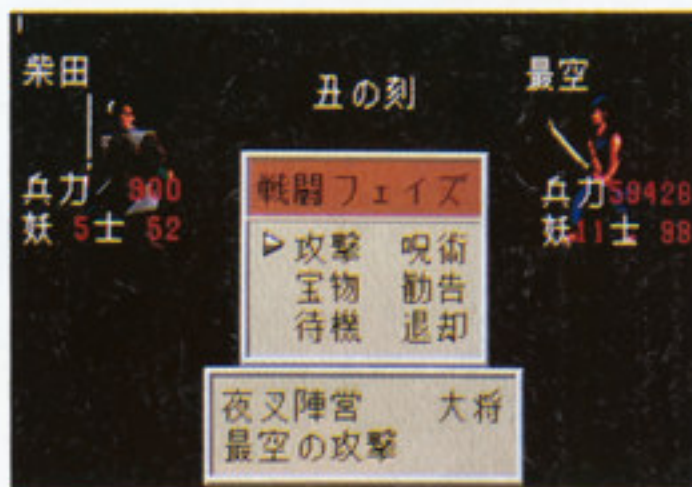 柴田
丑の刻
最空
兵力 900
妖 5士 52
兵力59426
妖11士 98
戦闘フェイズ
攻撃 呪術
宝物 勧告
待機 退却
夜叉陣営 大将
最空の攻撃